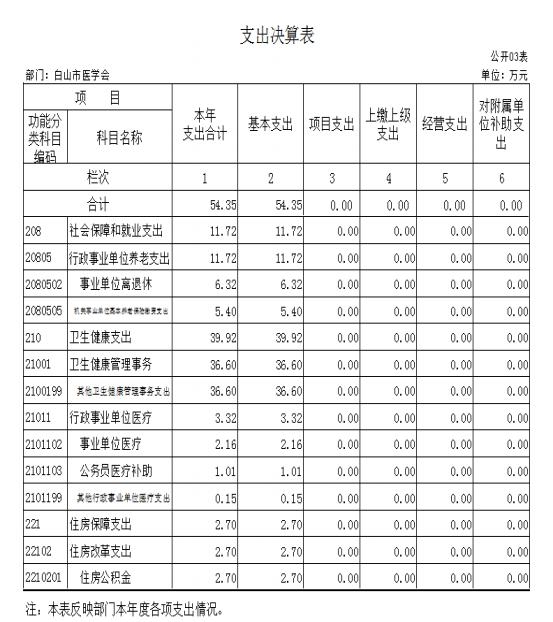 支出决算表
公开03表
部门：白山市医学会 单位：万元
项 目 本年支出合计 基本支出 项目支出 上缴上级支出 经营支出 对附属单位补助支出
功能分类科目编码 科目名称
栏次 1 2 3 4 5 6
合计 54.35 54.35 0.00 0.00 0.00 0.00
208 社会保障和就业支出 11.72 11.72 0.00 0.00 0.00 0.00
20805 行政事业单位养老支出 11.72 11.72 0.00 0.00 0.00 0.00
2080502 事业单位离退休 6.32 6.32 0.00 0.00 0.00 0.00
2080505 机关事业单位基本养老保险缴费支出 5.40 5.40 0.00 0.00 0.00 0.00
210 卫生健康支出 39.92 39.92 0.00 0.00 0.00 0.00
21001 卫生健康管理事务 36.60 36.60 0.00 0.00 0.00 0.00
2100199 其他卫生健康管理事务支出 36.60 36.60 0.00 0.00 0.00 0.00
21011 行政事业单位医疗 3.32 3.32 0.00 0.00 0.00 0.00
2101102 事业单位医疗 2.16 2.16 0.00 0.00 0.00 0.00
2101103 公务员医疗补助 1.01 1.01 0.00 0.00 0.00 0.00
2101199 其他行政事业单位医疗支出 0.15 0.15 0.00 0.00 0.00 0.00
221 住房保障支出 2.70 2.70 0.00 0.00 0.00 0.00
22102 住房改革支出 2.70 2.70 0.00 0.00 0.00 0.00
2210201 住房公积金 2.70 2.70 0.00 0.00 0.00 0.00
注：本表反映部门本年度各项支出情况。